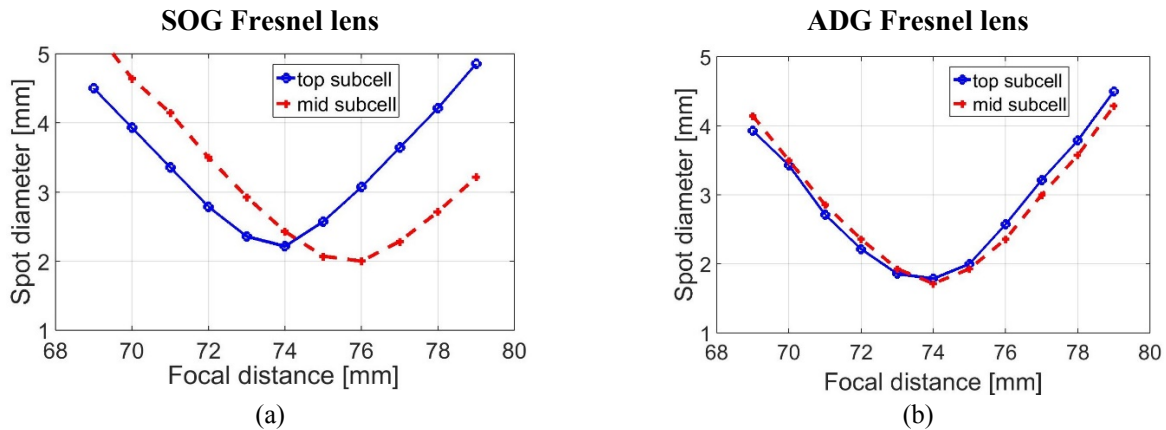 SOG Fresnel lens
5
4
3
2
1
Spot diameter [mm]
top subcell
mid subcell
68 70 72 74 76 78 80
Focal distance [mm]
(a)
ADG Fresnel lens
5
4
3
2
1
Spot diameter [mm]
top subcell
mid subcell
68 70 72 74 76 78 80
Focal distance [mm]
(b)